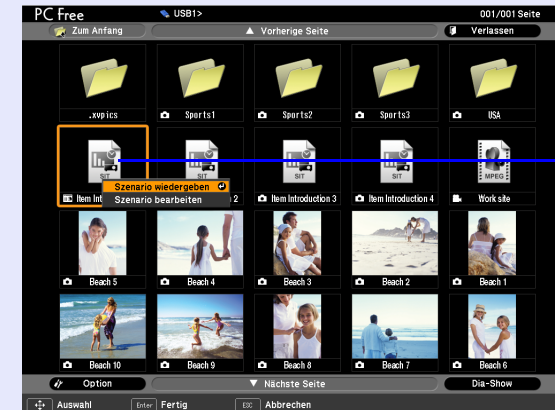 PC Free USB1> 001/001 Seite
Zum Anfang Vorherige Seite Verlassen
.xvpics Sports1 Sports2 Sports3 USA
SIT SIT SIT SIT MPEG
Item Int 2 Item Introduction 3 Item Introduction 4 Work site
Szenario wiedergeben
Szenario bearbeiten
Beach 5 Beach 4 Beach 3 Beach 2 Beach 1
Beach 10 Beach 9 Beach 8 Beach 7 Beach 6
Option Nächste Seite Dia-Show
Auswahl Enter Fertig ESC Abbrechen